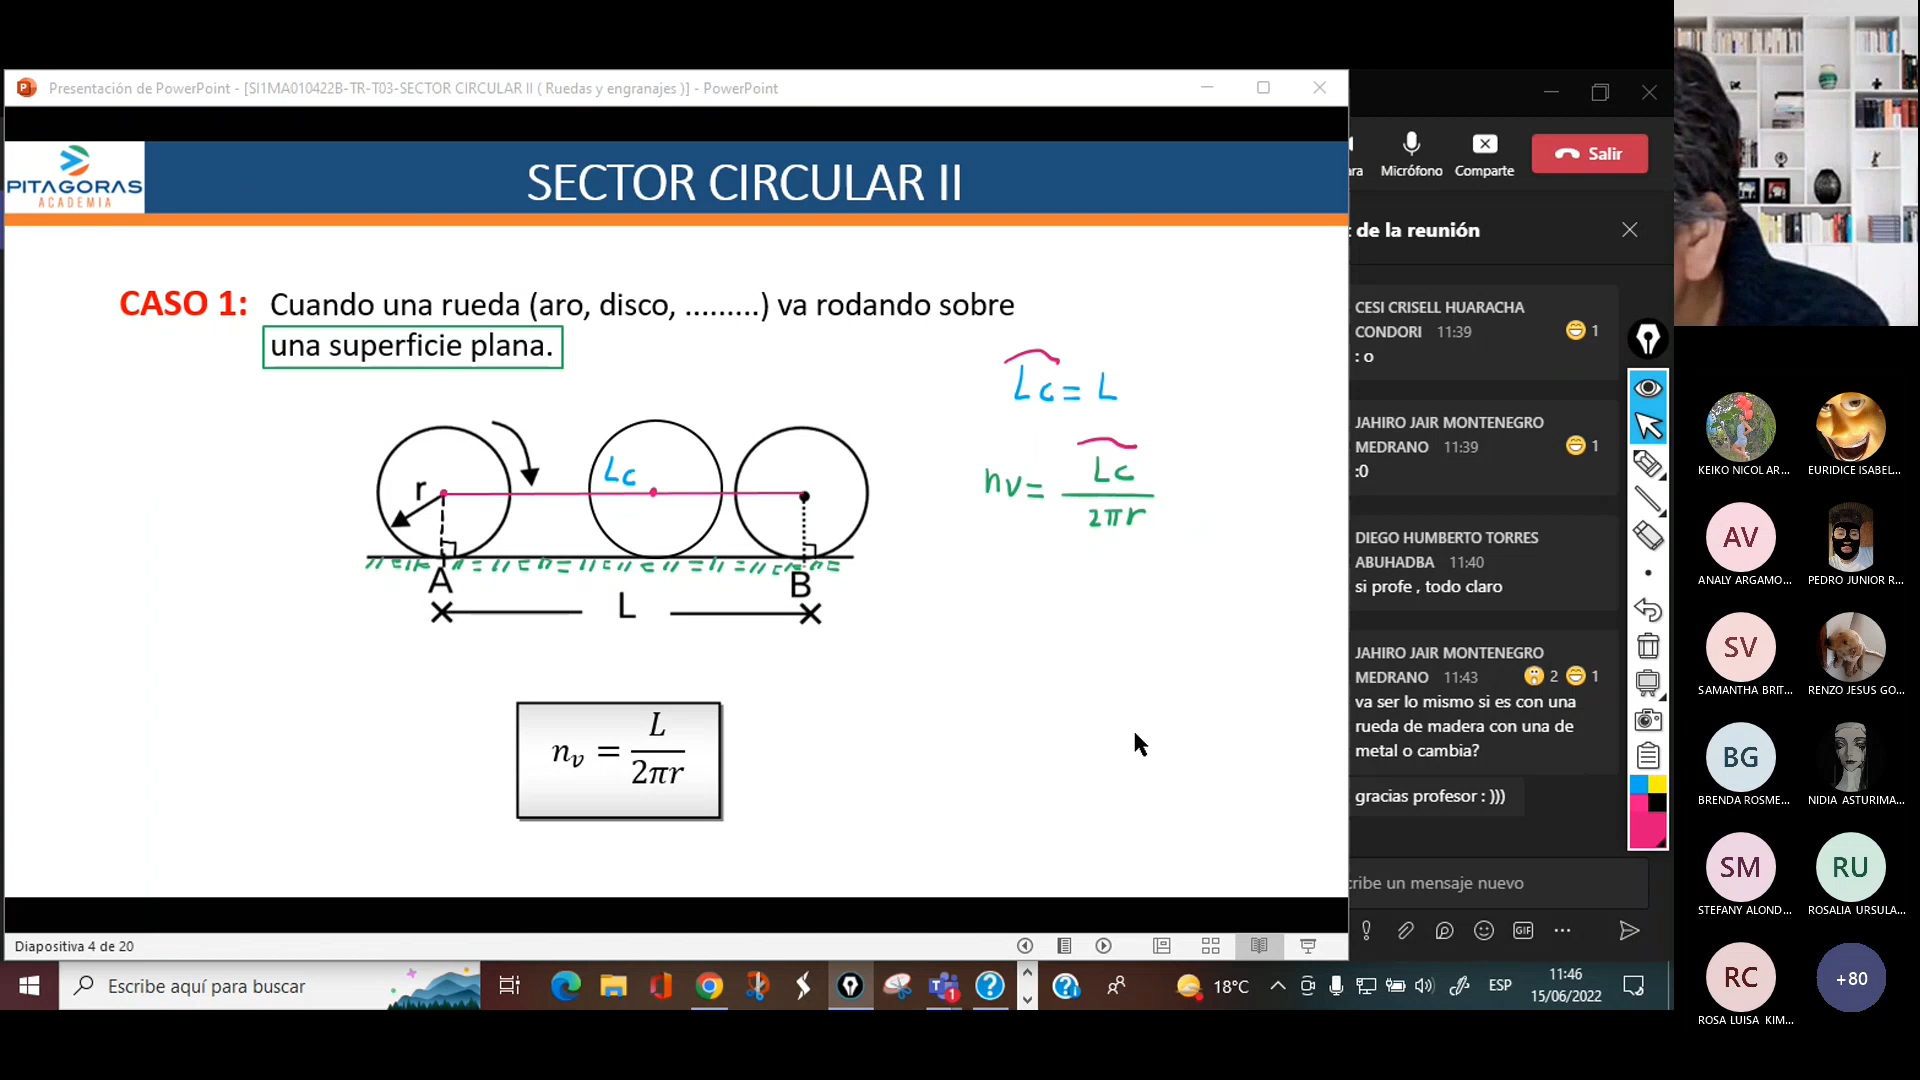 Presentación de PowerPoint - [SI1MA010422B-TR-T03-SECTOR CIRCULAR II ( Ruedas y engranajes )] - PowerPoint
PITAGORAS
ACADEMIA
SECTOR CIRCULAR II
CASO 1: Cuando una rueda (aro, disco, .........) va rodando sobre
una superficie plana.
Lc = L
nv = Lc / 2πr
r
Lc
A
B
L
n_v = L / 2πr
Diapositiva 4 de 20
ara
Micrófono
Comparte
Salir
t de la reunión
CESI CRISELL HUARACHA
CONDORI 11:39
😄 1
: o
JAHIRO JAIR MONTENEGRO
MEDRANO 11:39
😄 1
:0
DIEGO HUMBERTO TORRES
ABUHADBA 11:40
si profe , todo claro
JAHIRO JAIR MONTENEGRO
MEDRANO 11:43
😮 2 😄 1
va ser lo mismo si es con una
rueda de madera con una de
metal o cambia?
gracias profesor : )))
cribe un mensaje nuevo
GIF
KEIKO NICOL AR...
EURIDICE ISABEL...
AV
ANALY ARGAMO...
PEDRO JUNIOR R...
SV
SAMANTHA BRIT...
RENZO JESUS GO...
BG
BRENDA ROSME...
NIDIA ASTURIMA...
SM
STEFANY ALOND...
RU
ROSALIA URSULA...
RC
ROSA LUISA KIM...
+80
Escribe aquí para buscar
1
18°C
ESP
11:46
15/06/2022